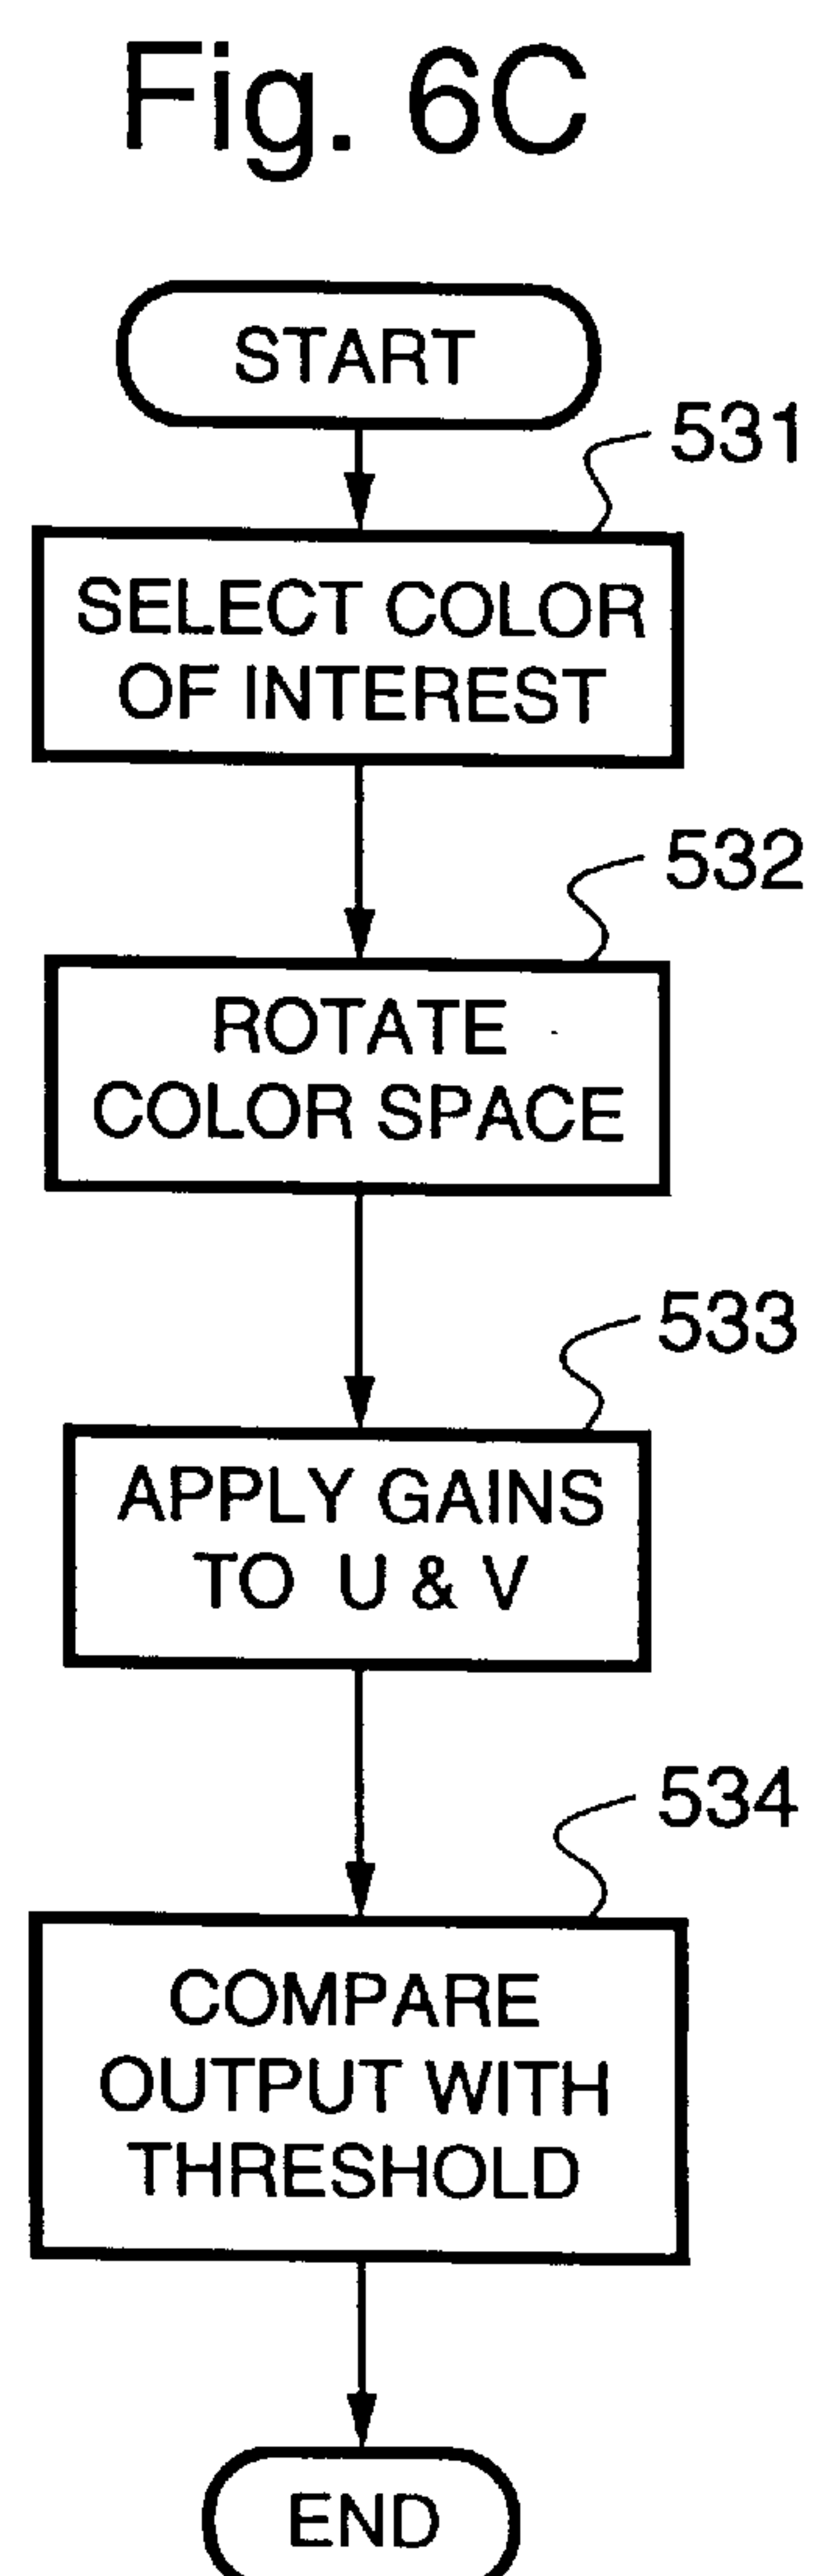 Fig. 6C
START
531
SELECT COLOR
OF INTEREST
532
ROTATE
COLOR SPACE
533
APPLY GAINS
TO U & V
534
COMPARE
OUTPUT WITH
THRESHOLD
END